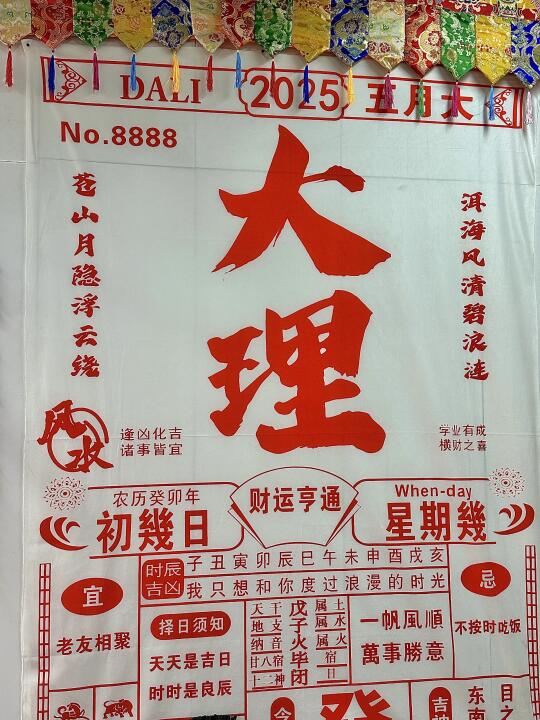 DALI 2025 五月大
No.8888
大理
苍山月隐浮云绕
洱海风清碧浪涟
风水
逢凶化吉
诸事皆宜
学业有成
横财之喜
农历癸卯年
初幾日
财运亨通
When-day
星期幾
宜
老友相聚
时辰吉凶
子丑寅卯辰巳午未申酉戌亥
我只想和你度过浪漫的时光
忌
不按时吃饭
择日须知
天天是吉日
时时是良辰
天干
地支
纳音
廿八宿
十二神
戊子火毕闭
属土
属水
属火
宿日
一帆風順
萬事勝意
今
發
吉神
东南
目之